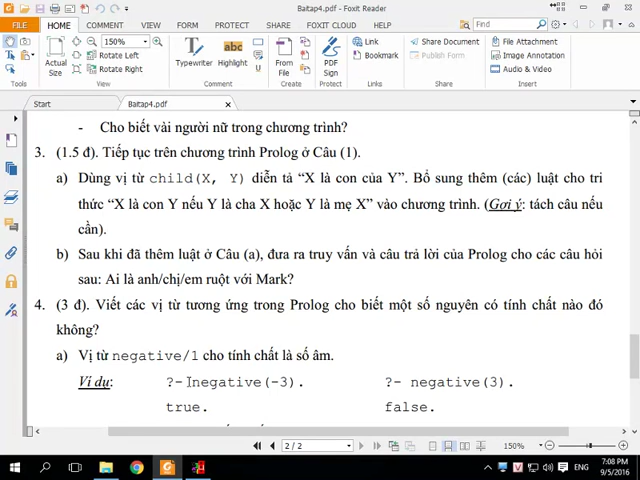 Baitap4.pdf - Foxit Reader
FILE HOME COMMENT VIEW FORM PROTECT SHARE FOXIT CLOUD HELP Find
150%
Rotate Left
Rotate Right
Actual Size
Typewriter Highlight
From File
PDF Sign
Link
Bookmark
Share Document
File Attachment
Image Annotation
Audio & Video
Tools View Comment Create Protect Links Share Insert
Start Baitap4.pdf
- Cho biết vài người nữ trong chương trình?
3. (1.5 đ). Tiếp tục trên chương trình Prolog ở Câu (1).
a) Dùng vị từ child(X, Y) diễn tả “X là con của Y”. Bổ sung thêm (các) luật cho tri
thức “X là con Y nếu Y là cha X hoặc Y là mẹ X” vào chương trình. (Gợi ý: tách câu nếu
cần).
b) Sau khi đã thêm luật ở Câu (a), đưa ra truy vấn và câu trả lời của Prolog cho các câu hỏi
sau: Ai là anh/chị/em ruột với Mark?
4. (3 đ). Viết các vị từ tương ứng trong Prolog cho biết một số nguyên có tính chất nào đó
không?
a) Vị từ negative/1 cho tính chất là số âm.
Ví dụ: ?- negative(-3). ?- negative(3).
true. false.
2 / 2 150%
ENG 7:08 PM
9/5/2016